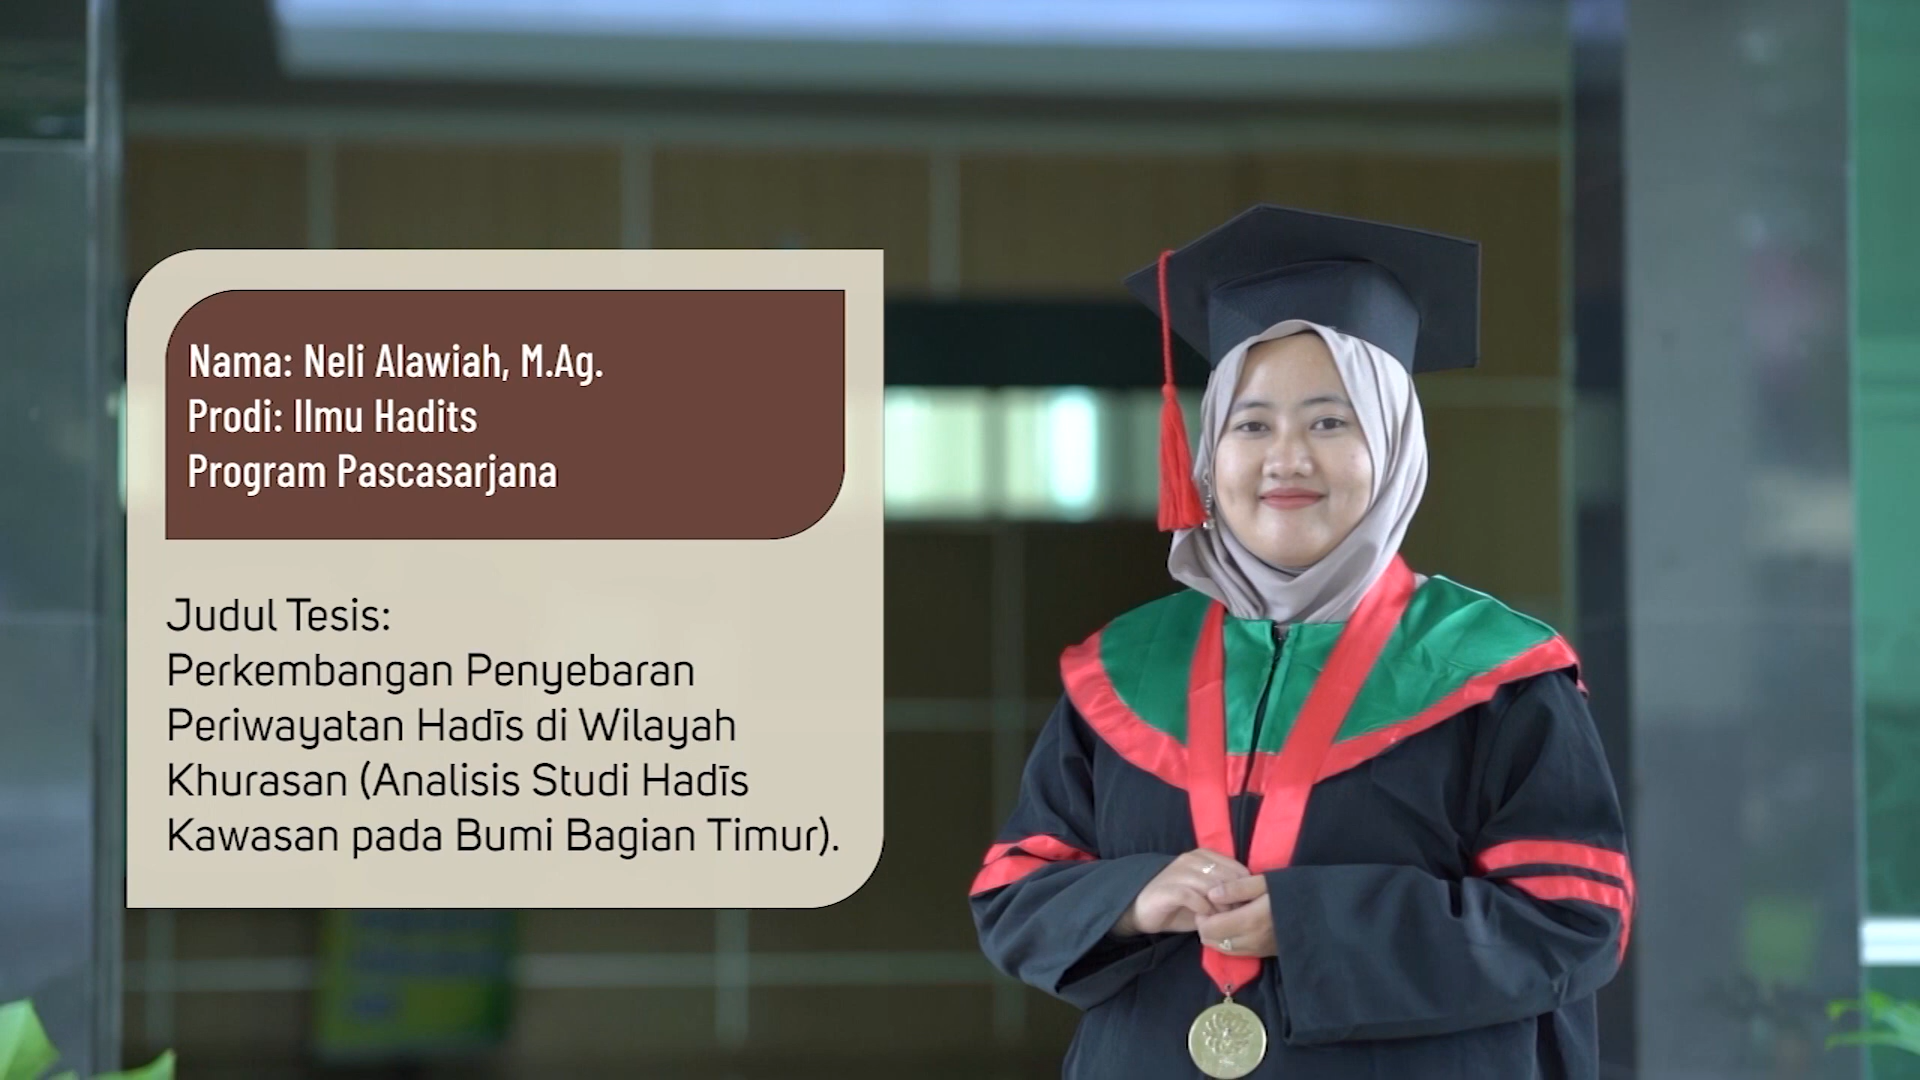 Nama: Neli Alawiah, M.Ag.
Prodi: Ilmu Hadits
Program Pascasarjana
Judul Tesis:
Perkembangan Penyebaran
Periwayatan Hadīs di Wilayah
Khurasan (Analisis Studi Hadīs
Kawasan pada Bumi Bagian Timur).